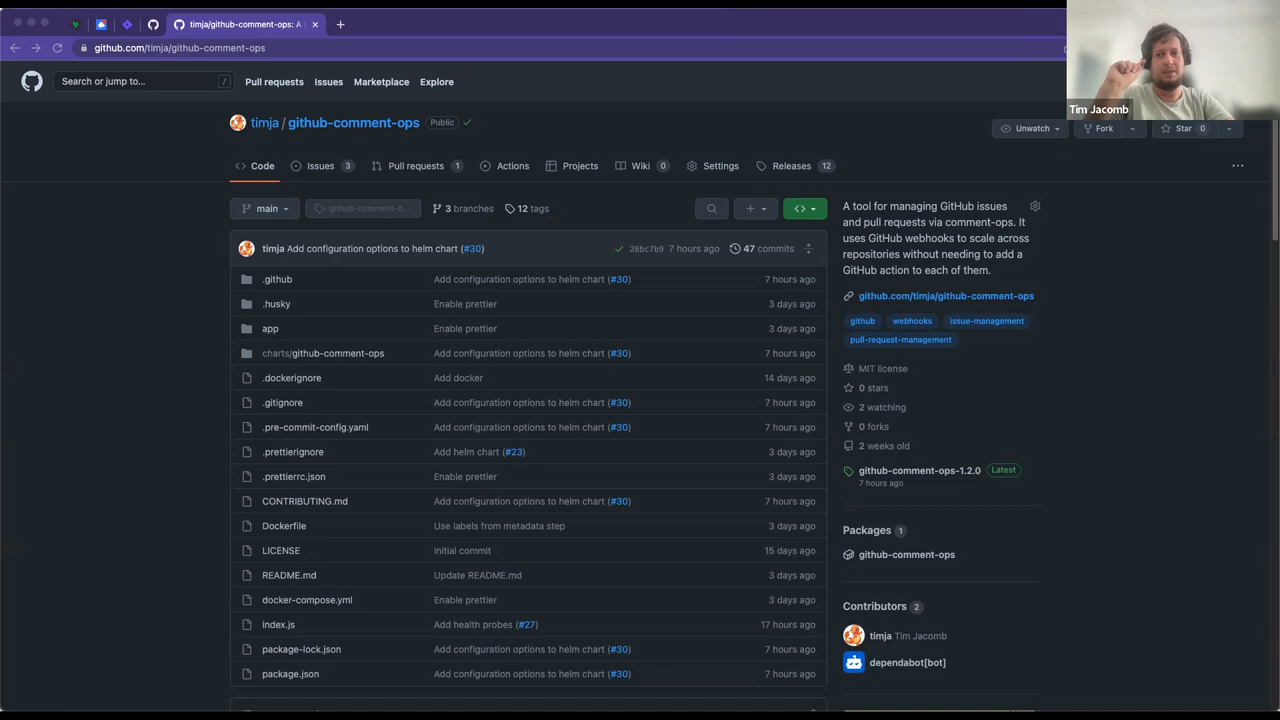 timja/github-comment-ops: A
github.com/timja/github-comment-ops
Tim Jacomb
Search or jump to... /
Pull requests
Issues
Marketplace
Explore
timja / github-comment-ops Public
Unwatch
Fork
Star 0
Code
Issues 3
Pull requests 1
Actions
Projects
Wiki 0
Settings
Releases 12
main
github-comment-o...
3 branches
12 tags
timja Add configuration options to helm chart (#30) 26bc7b9 7 hours ago 47 commits
.github Add configuration options to helm chart (#30) 7 hours ago
.husky Enable prettier 3 days ago
app Enable prettier 3 days ago
charts/github-comment-ops Add configuration options to helm chart (#30) 7 hours ago
.dockerignore Add docker 14 days ago
.gitignore Add configuration options to helm chart (#30) 7 hours ago
.pre-commit-config.yaml Add configuration options to helm chart (#30) 7 hours ago
.prettierignore Add helm chart (#23) 3 days ago
.prettierrc.json Enable prettier 3 days ago
CONTRIBUTING.md Add configuration options to helm chart (#30) 7 hours ago
Dockerfile Use labels from metadata step 3 days ago
LICENSE Initial commit 15 days ago
README.md Update README.md 3 days ago
docker-compose.yml Enable prettier 3 days ago
index.js Add health probes (#27) 17 hours ago
package-lock.json Add configuration options to helm chart (#30) 7 hours ago
package.json Add configuration options to helm chart (#30) 7 hours ago
A tool for managing GitHub issues
and pull requests via comment-ops. It
uses GitHub webhooks to scale across
repositories without needing to add a
GitHub action to each of them.
github.com/timja/github-comment-ops
github webhooks issue-management
pull-request-management
MIT license
0 stars
2 watching
0 forks
2 weeks old
github-comment-ops-1.2.0 Latest
7 hours ago
Packages 1
github-comment-ops
Contributors 2
timja Tim Jacomb
dependabot[bot]